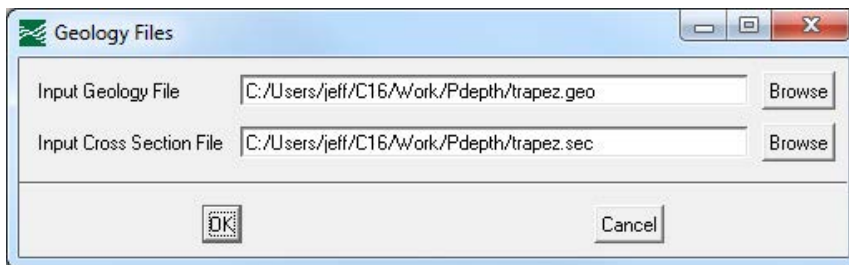 Geology Files
Input Geology File C:/Users/jeff/C16/Work/Pdepth/trapez.geo Browse
Input Cross Section File C:/Users/jeff/C16/Work/Pdepth/trapez.sec Browse
OK Cancel